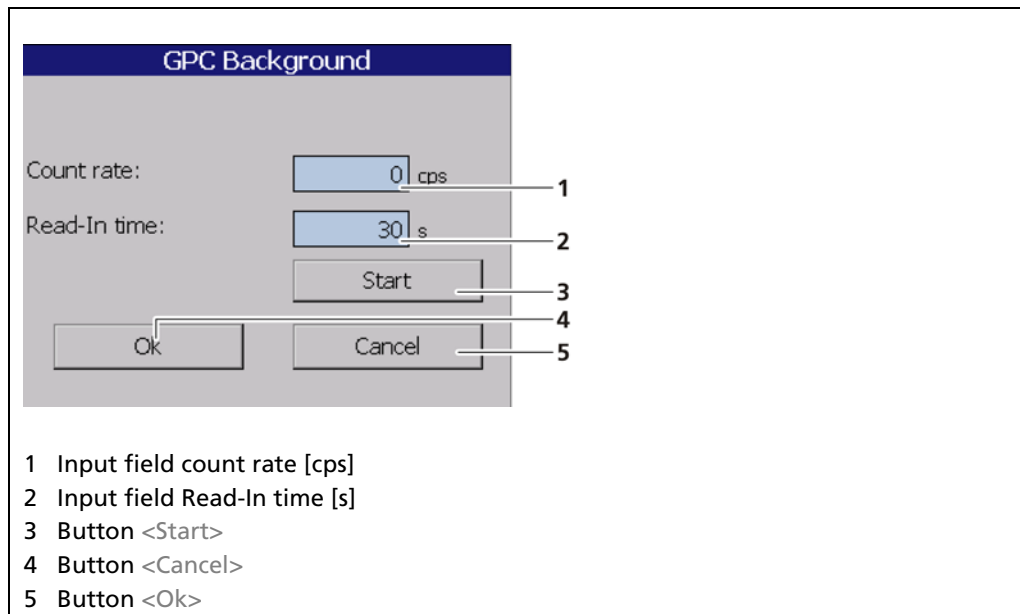 GPC Background
Count rate: 0 cps 1
Read-In time: 30 s 2
Start 3
4
Ok Cancel 5
1 Input field count rate [cps]
2 Input field Read-In time [s]
3 Button <Start>
4 Button <Cancel>
5 Button <Ok>